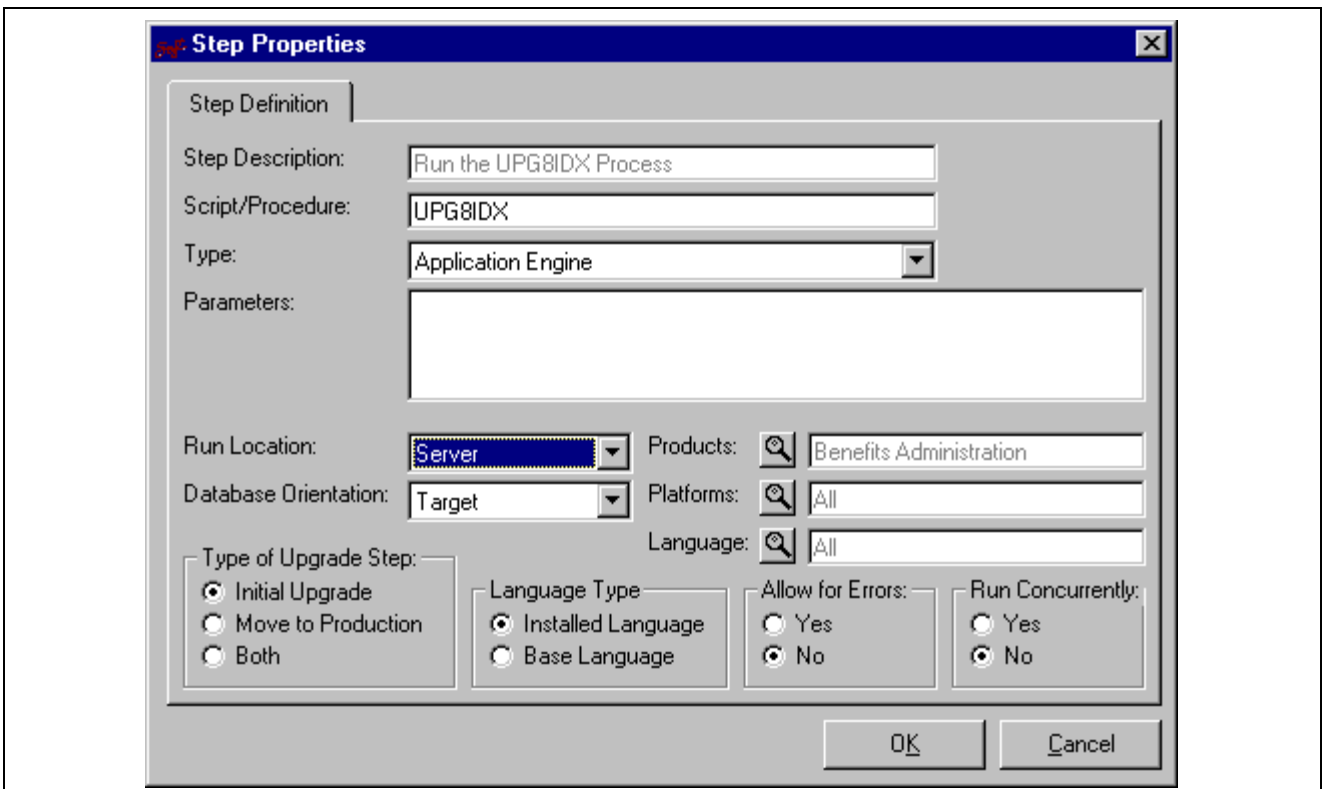 Step Properties
Step Definition
Step Description: Run the UPG8IDX Process
Script/Procedure: UPG8IDX
Type: Application Engine
Parameters:
Run Location: Server Products: Benefits Administration
Database Orientation: Target Platforms: All
Language: All
Type of Upgrade Step: Language Type Allow for Errors: Run Concurrently:
Initial Upgrade Installed Language Yes Yes
Move to Production Base Language No No
Both
OK Cancel